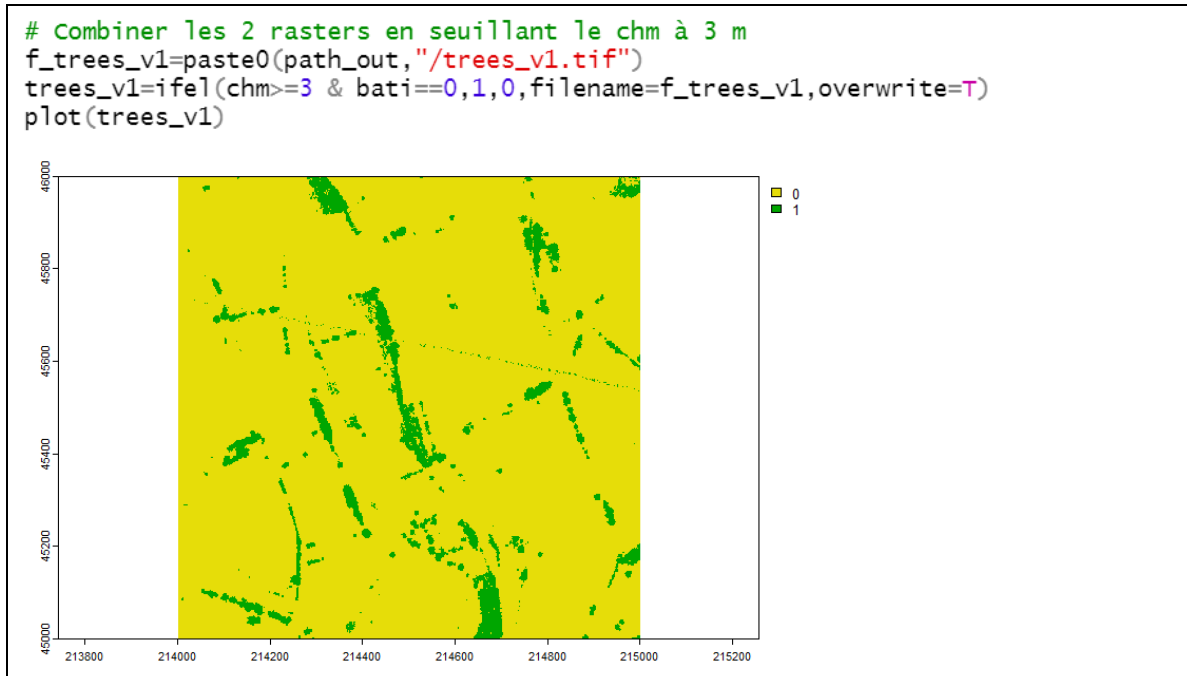 # Combiner les 2 rasters en seuillant le chm à 3 m
f_trees_v1=paste0(path_out,"/trees_v1.tif")
trees_v1=ifel(chm>=3 & bati==0,1,0,filename=f_trees_v1,overwrite=T)
plot(trees_v1)
46000
45800
45600
45400
45200
45000
0
1
213800 214000 214200 214400 214600 214800 215000 215200